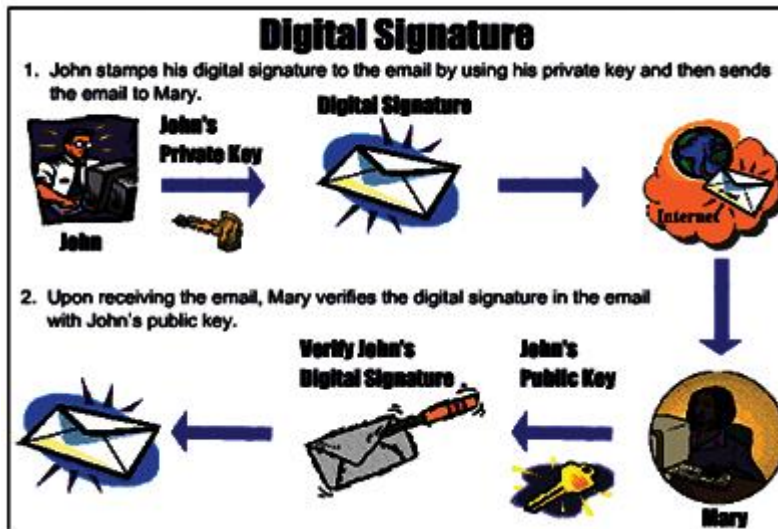 Digital Signature
1. John stamps his digital signature to the email by using his private key and then sends
the email to Mary.
John's
Private Key
Digital Signature
John
Internet
2. Upon receiving the email, Mary verifies the digital signature in the email
with John's public key.
Verify John's
Digital Signature
John's
Public Key
Mary